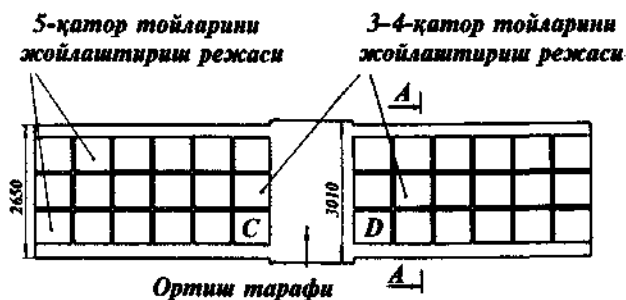 5-қатор тойларини
жойлаштириш режаси
3-4-қатор тойларини
жойлаштириш режаси
A
2650
3010
C
D
A
Ортиш тарафи